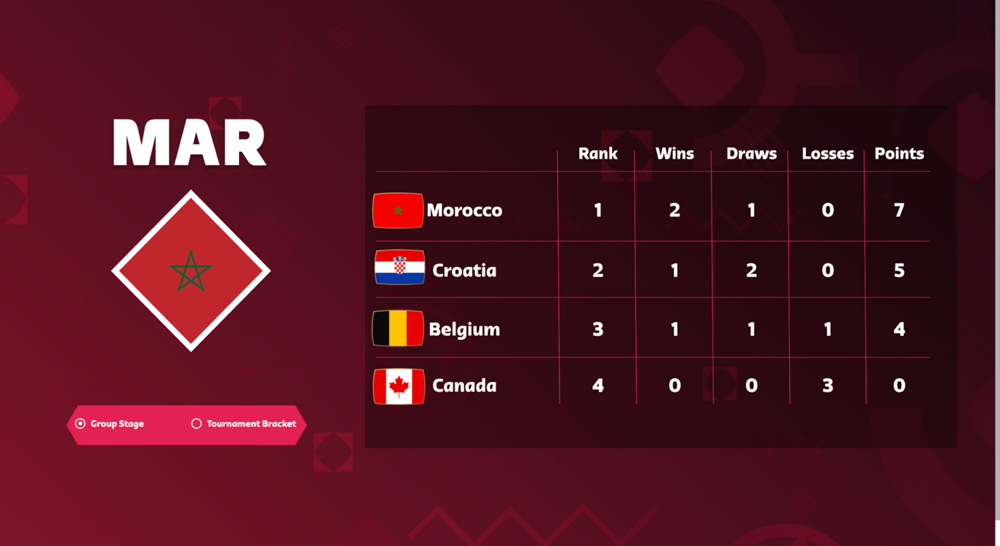 MAR
Group Stage Tournament Bracket
Rank Wins Draws Losses Points
Morocco 1 2 1 0 7
Croatia 2 1 2 0 5
Belgium 3 1 1 1 4
Canada 4 0 0 3 0